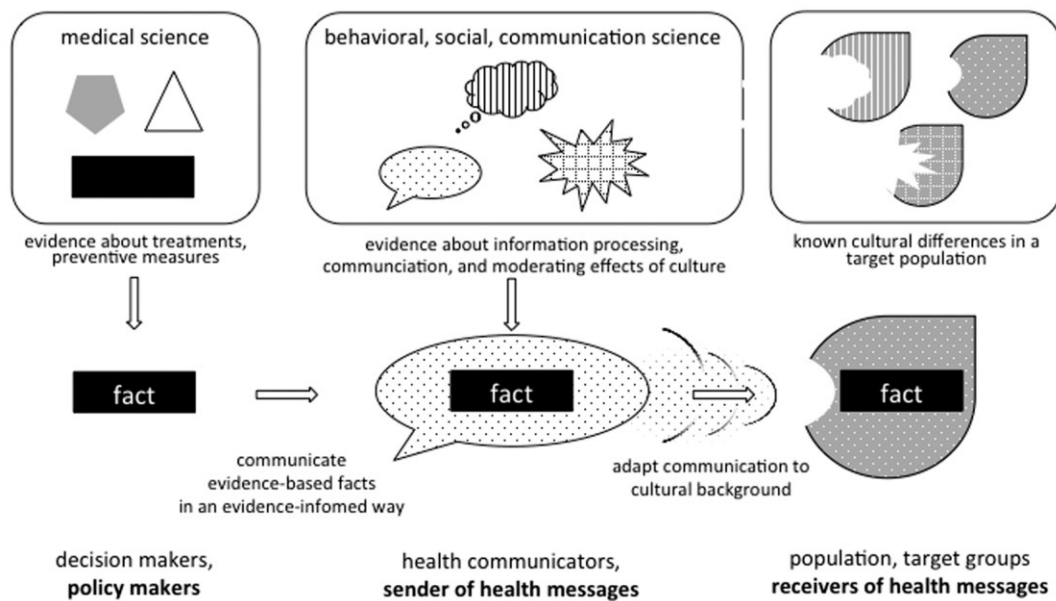 medical science
behavioral, social, communication science
evidence about treatments,
preventive measures
evidence about information processing,
communciation, and moderating effects of culture
known cultural differences in a
target population
fact
fact
fact
communicate
evidence-based facts
in an evidence-infomed way
adapt communication to
cultural background
decision makers,
policy makers
health communicators,
sender of health messages
population, target groups
receivers of health messages